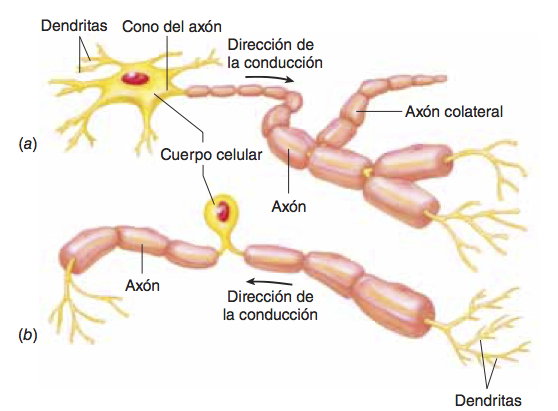 Dendritas
Cono del axón
Dirección de
la conducción
Axón colateral
(a)
Cuerpo celular
Axón
Axón
Dirección de
la conducción
(b)
Dendritas